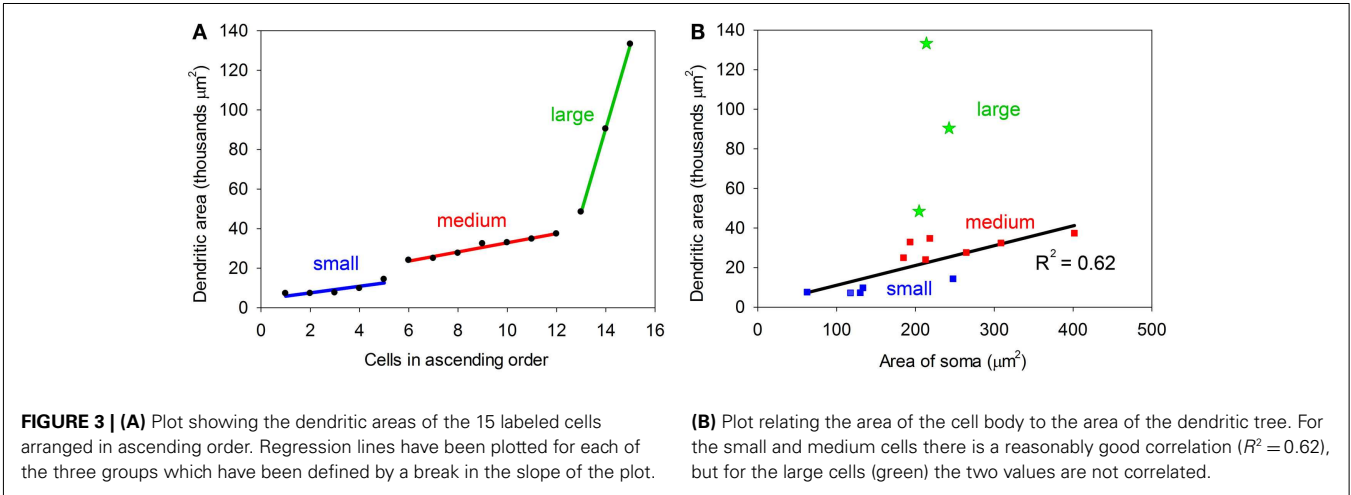 A
140
120
100
80
60
40
20
0
Dendritic area (thousands μm²)
large
medium
small
0 2 4 6 8 10 12 14 16
Cells in ascending order
B
140
120
100
80
60
40
20
0
Dendritic area (thousands μm²)
large
medium
R² = 0.62
small
0 100 200 300 400 500
Area of soma (μm²)
FIGURE 3 | (A) Plot showing the dendritic areas of the 15 labeled cells
arranged in ascending order. Regression lines have been plotted for each of
the three groups which have been defined by a break in the slope of the plot.
(B) Plot relating the area of the cell body to the area of the dendritic tree. For
the small and medium cells there is a reasonably good correlation (R² = 0.62),
but for the large cells (green) the two values are not correlated.